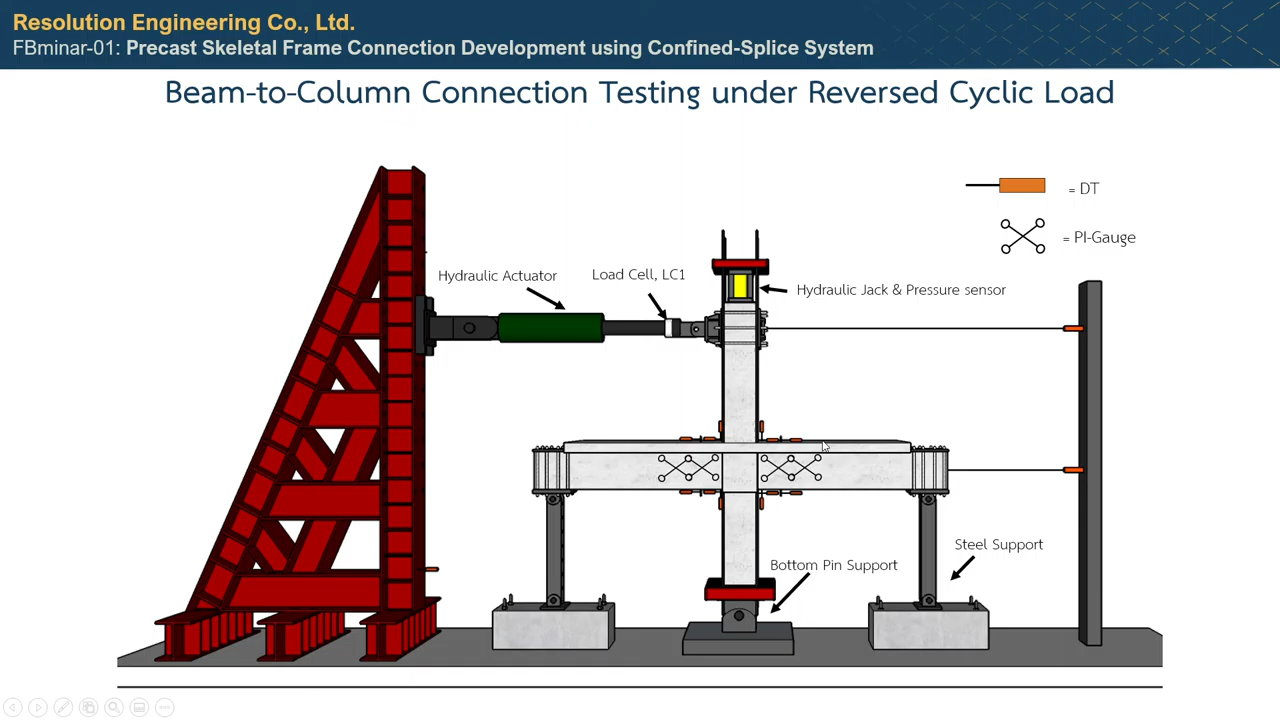 Resolution Engineering Co., Ltd.
FBminar-01: Precast Skeletal Frame Connection Development using Confined-Splice System
Beam-to-Column Connection Testing under Reversed Cyclic Load
= DT
= PI-Gauge
Hydraulic Actuator
Load Cell, LC1
Hydraulic Jack & Pressure sensor
Steel Support
Bottom Pin Support